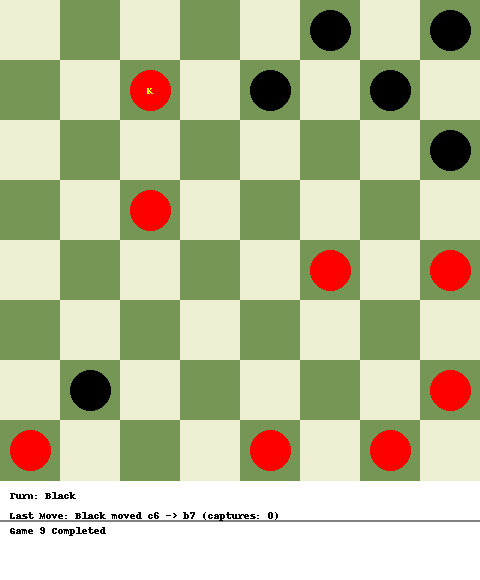 K
Turn: Black
Last Move: Black moved c6 -> b7 (captures: 0)
Game 9 Completed